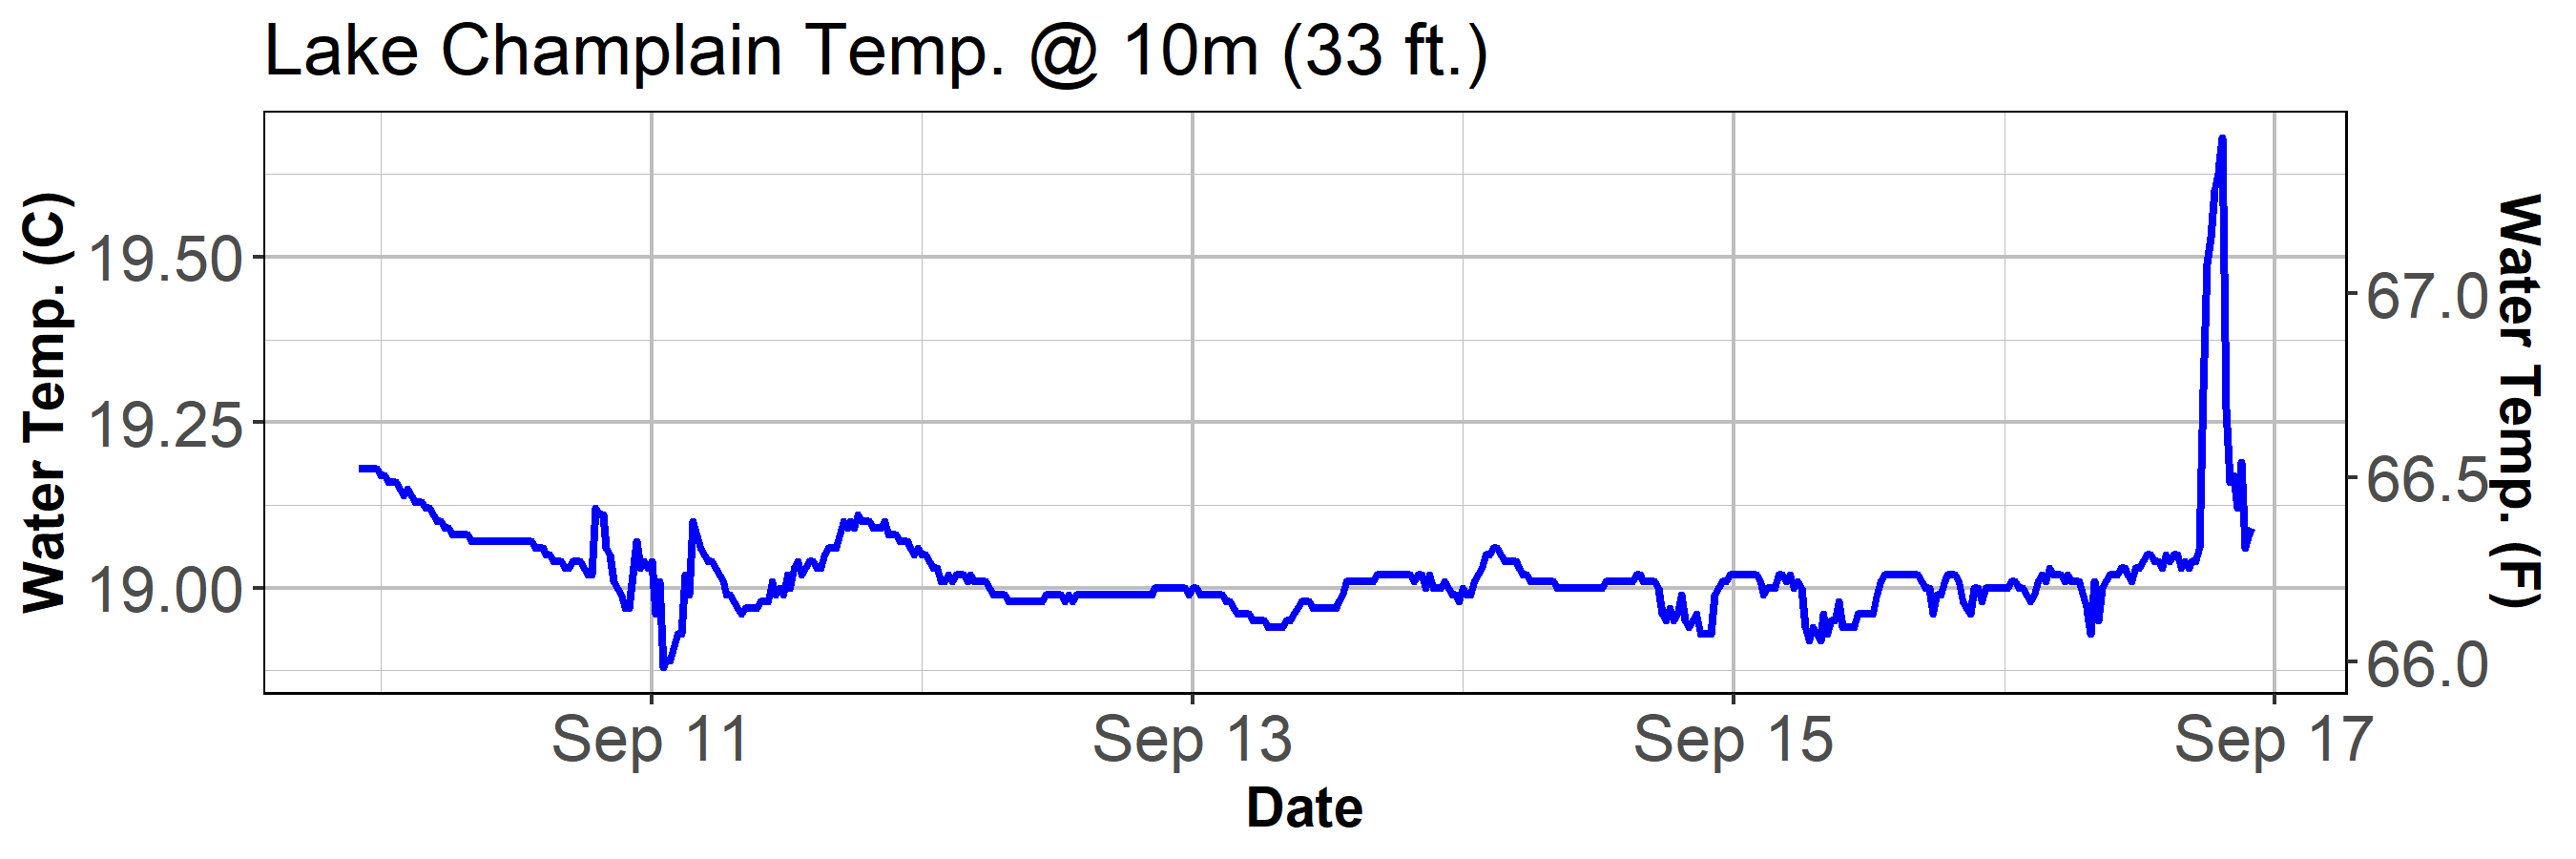 Lake Champlain Temp. @ 10m (33 ft.)
Water Temp. (C)
19.50
19.25
19.00
67.0
66.5
66.0
Water Temp. (F)
Sep 11
Sep 13
Sep 15
Sep 17
Date